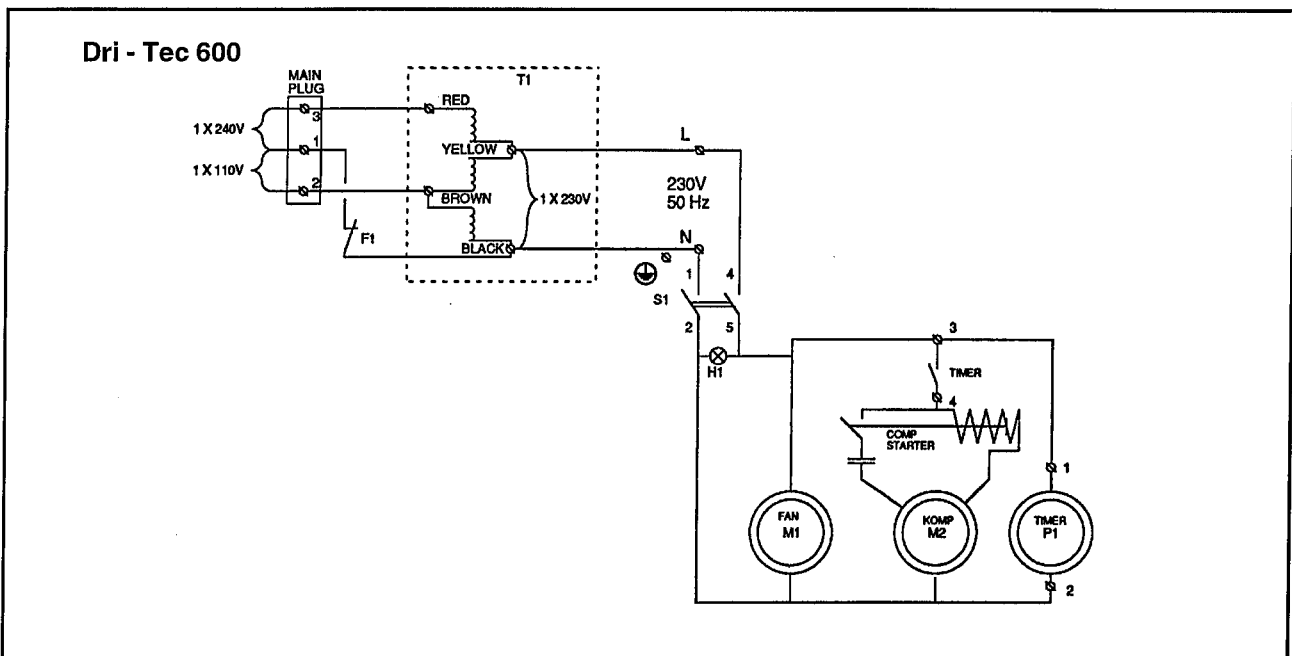 Dri - Tec 600
MAIN
PLUG
T1
RED
3
1 X 240V
1
YELLOW
L
1 X 110V
2
BROWN
1 X 230V
230V
50 Hz
F1
BLACK
N
1
4
S1
2
5
3
H1
TIMER
4
COMP
STARTER
1
FAN
M1
KOMP
M2
TIMER
P1
2